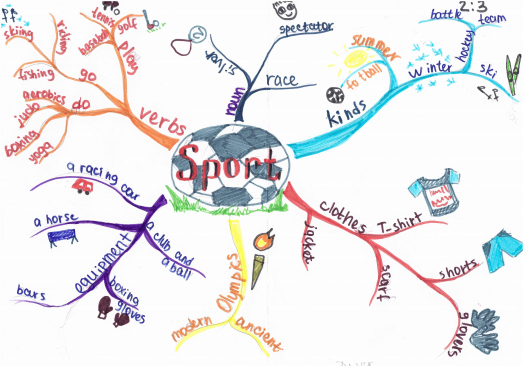 Sport
verbs
play
tennis
golf
baseball
go
skiing
riding
fishing
do
aerobics
judo
boxing
yoga
noun
spectator
race
kinds
summer
football
winter
hockey
battle
team
2:3
ski
clothes
T-shirt
jacket
scarf
shorts
glovers
Olympics
modern
ancient
equipment
a racing car
a horse
a club and
a ball
boxing
gloves
bars